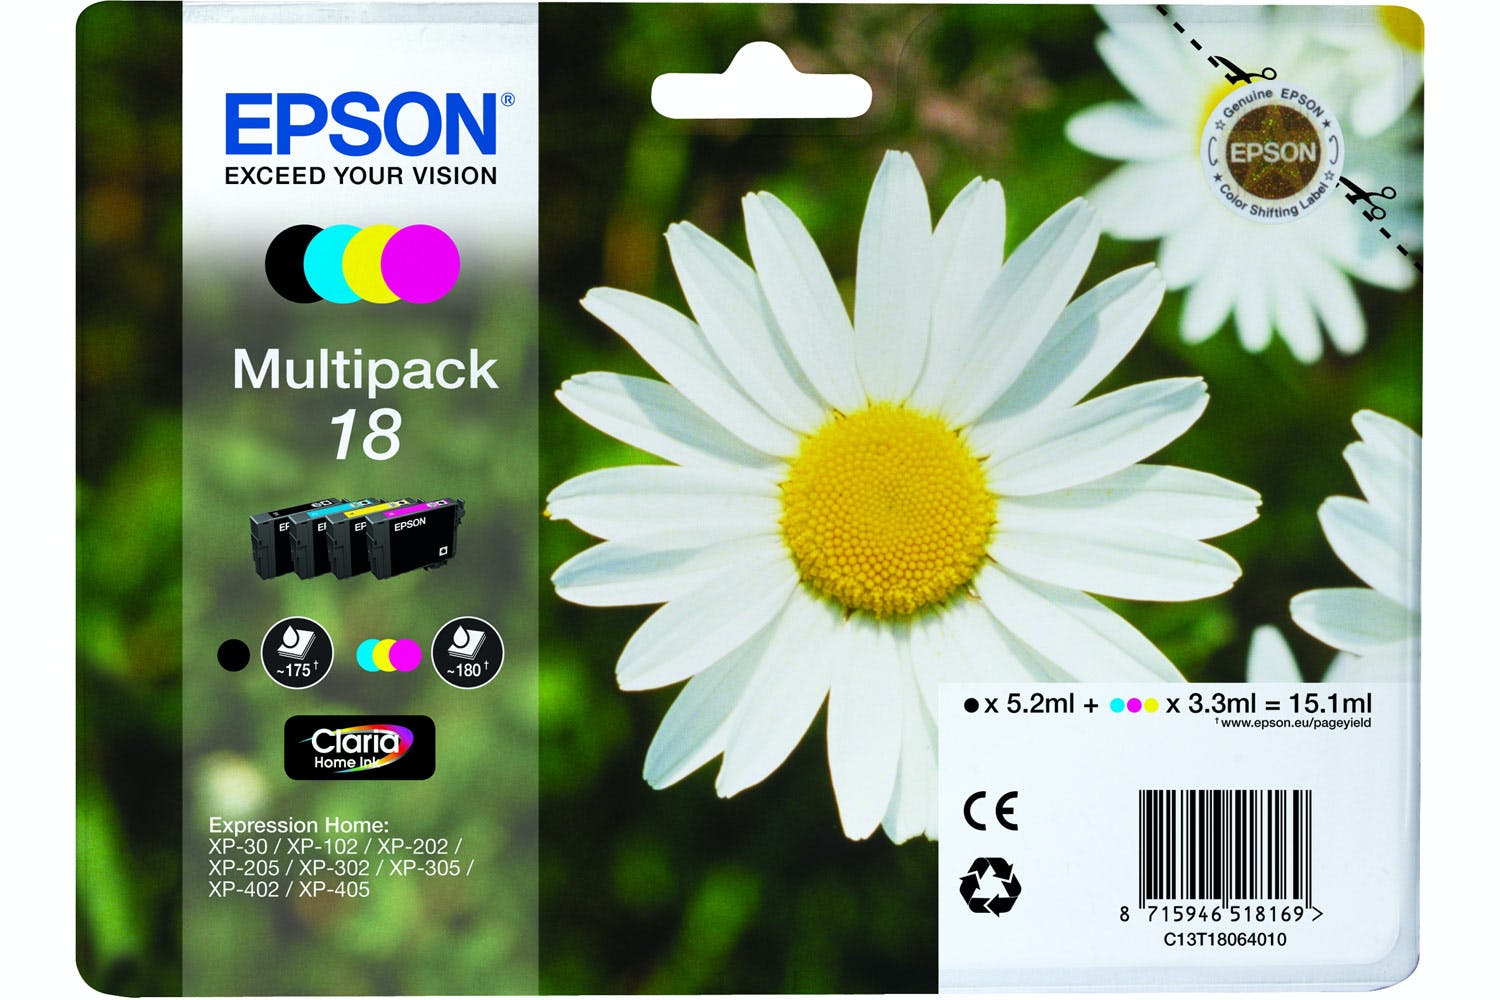 EPSON®
EXCEED YOUR VISION
Multipack
18
EPSON
~175†
~180†
Claria
Home Ink
Expression Home:
XP-30 / XP-102 / XP-202 /
XP-205 / XP-302 / XP-305 /
XP-402 / XP-405
Genuine EPSON
EPSON
Color Shifting Label
x 5.2ml + x 3.3ml = 15.1ml
†www.epson.eu/pageyield
CE
8 715946 518169 >
C13T18064010